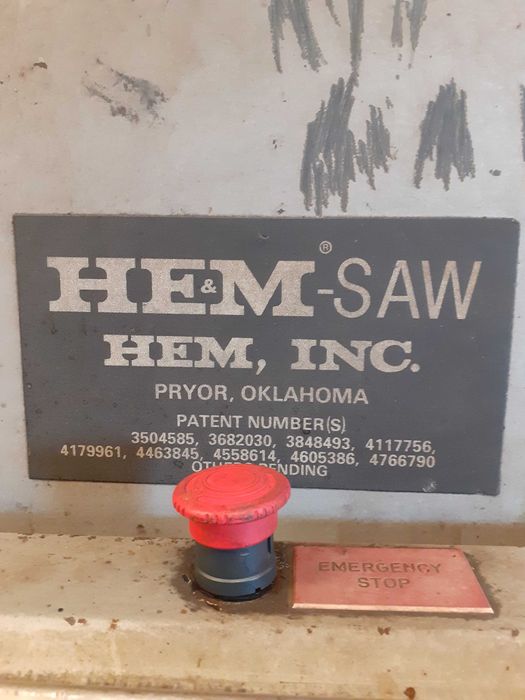 HE&M®-SAW
HEM, INC.
PRYOR, OKLAHOMA
PATENT NUMBER(S)
3504585, 3682030, 3848493, 4117756,
4179961, 4463845, 4558614, 4605386, 4766790
OTHERS PENDING
EMERGENCY
STOP